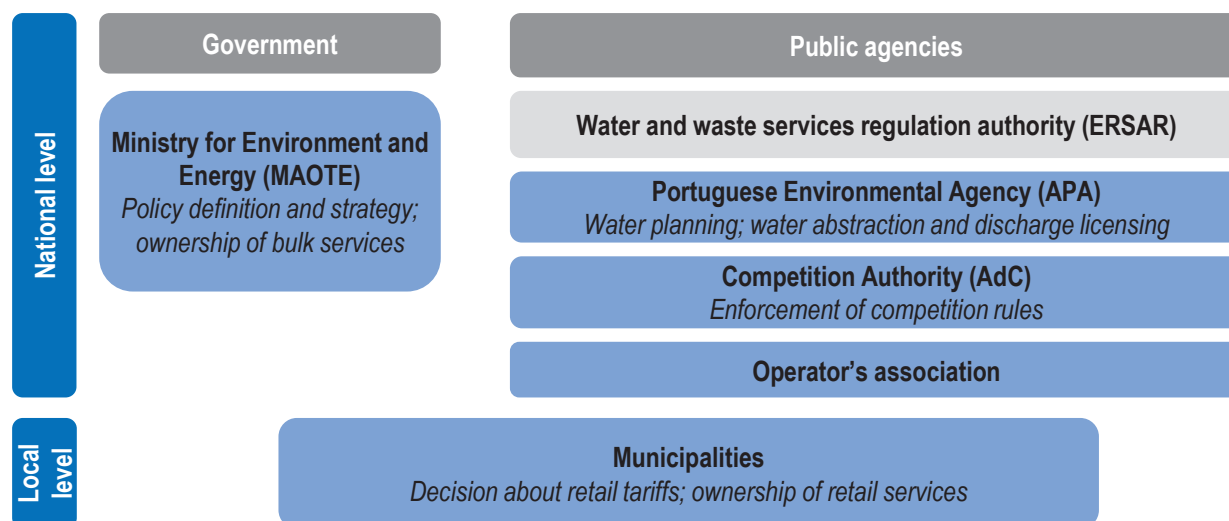 National level
Government
Public agencies
Ministry for Environment and
Energy (MAOTE)
Policy definition and strategy;
ownership of bulk services
Water and waste services regulation authority (ERSAR)
Portuguese Environmental Agency (APA)
Water planning; water abstraction and discharge licensing
Competition Authority (AdC)
Enforcement of competition rules
Operator’s association
Local
level
Municipalities
Decision about retail tariffs; ownership of retail services